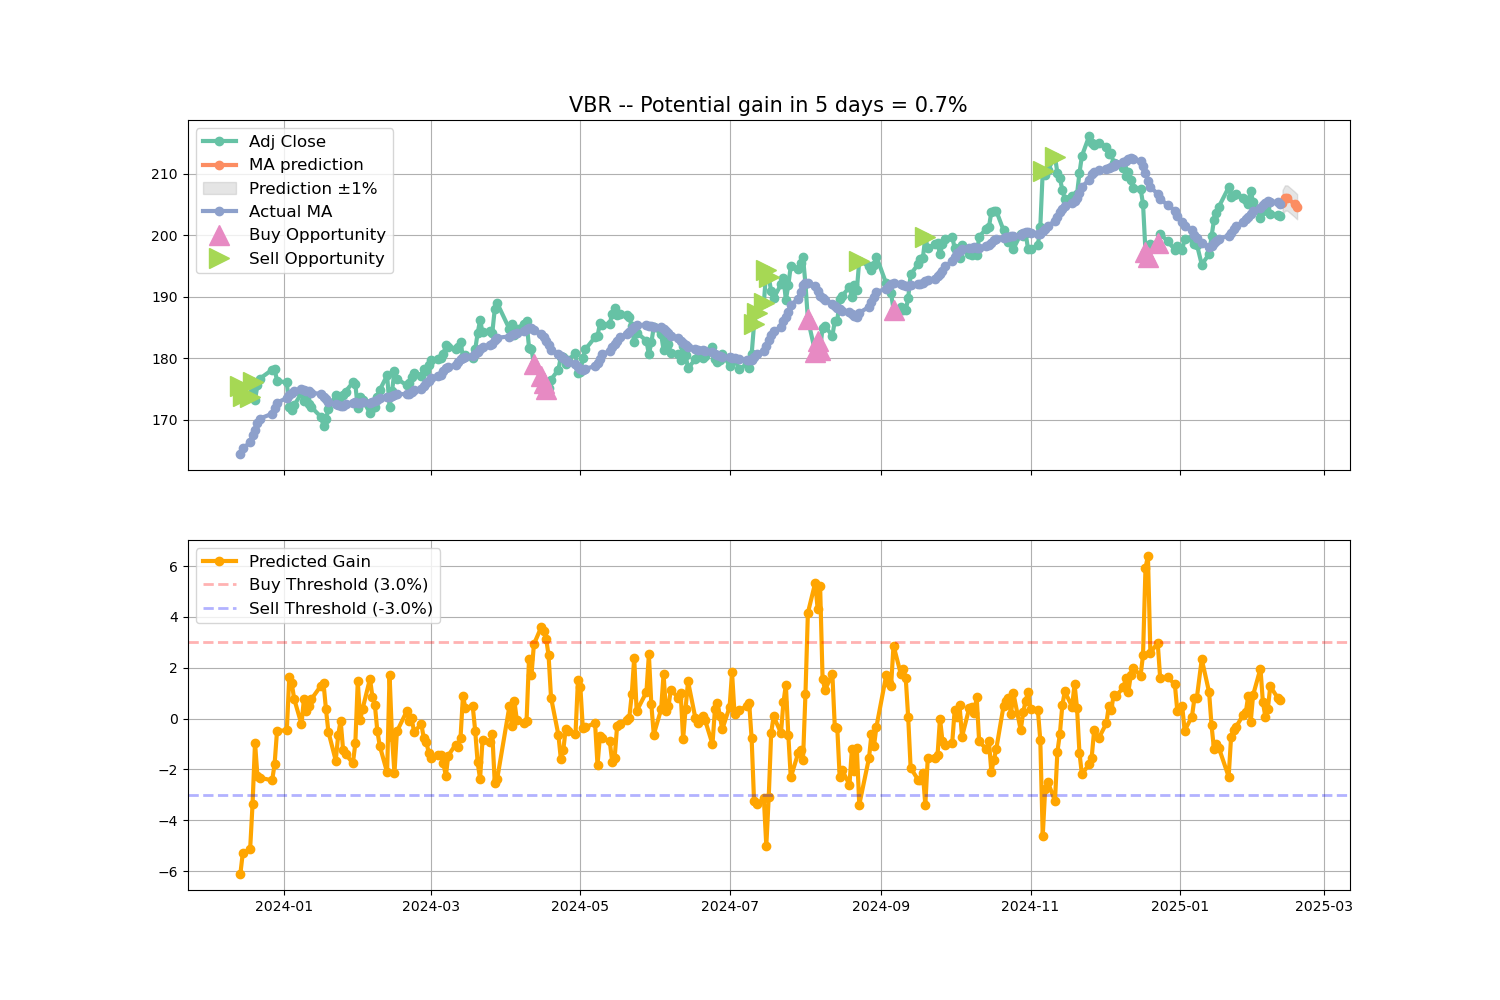 VBR -- Potential gain in 5 days = 0.7%
Adj Close
MA prediction
Prediction ±1%
Actual MA
Buy Opportunity
Sell Opportunity
210
200
190
180
170
Predicted Gain
Buy Threshold (3.0%)
Sell Threshold (-3.0%)
6
4
2
0
−2
−4
−6
2024-01 2024-03 2024-05 2024-07 2024-09 2024-11 2025-01 2025-03